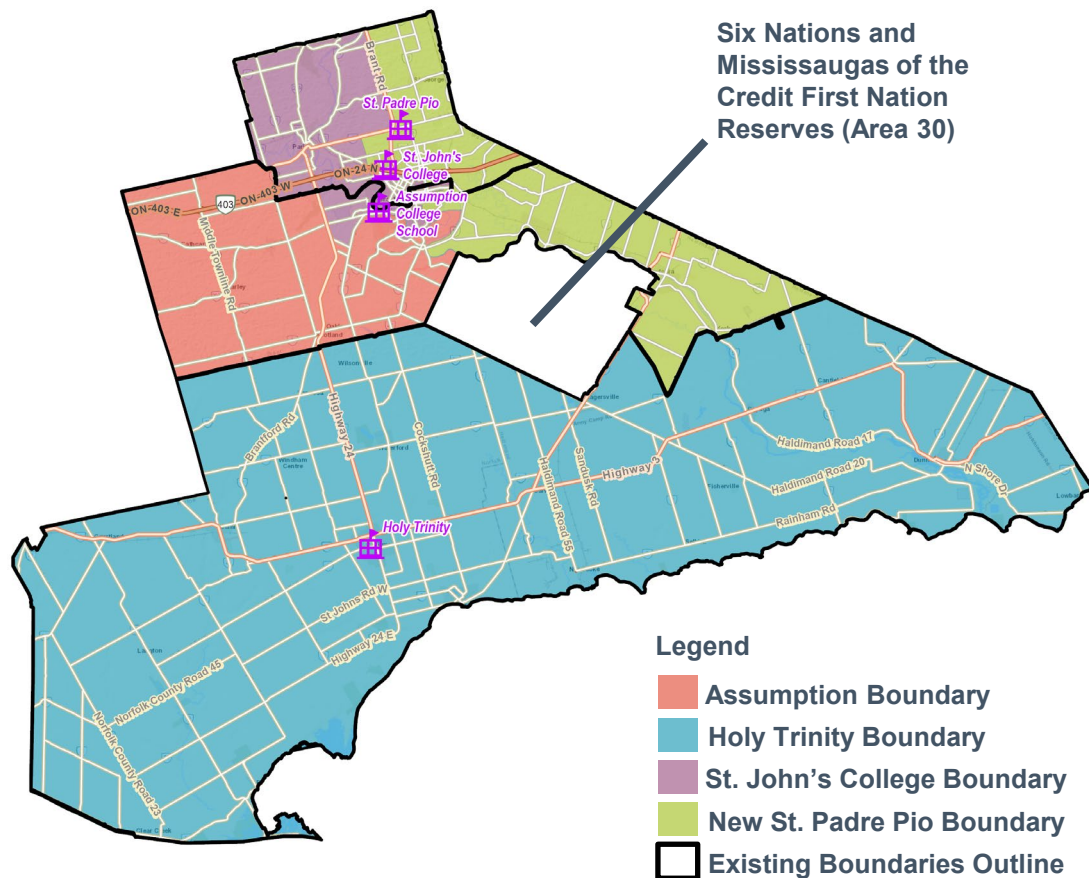 Six Nations and
Mississaugas of the
Credit First Nation
Reserves (Area 30)
Brant Rd
St. Padre Pio
St. John's
College
ON-24 N
ON-403 W
ON-403 E
403
Assumption
College
School
Middle Townline Rd
Highway 24
Brantford Rd
Cockshutt Rd
Windham
Centre
Highway 3
Haldimand Road 17
Haldimand Road 20
Sandusk Rd
Haldimand Road 55
Rainham Rd
N Shore Dr
Holy Trinity
St Johns Rd W
Highway 24 E
Norfolk County Road 45
Norfolk County Road 23
Clear Creek
Legend
Assumption Boundary
Holy Trinity Boundary
St. John's College Boundary
New St. Padre Pio Boundary
Existing Boundaries Outline